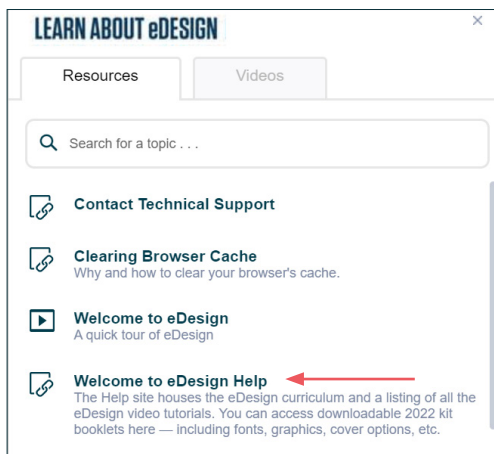 LEARN ABOUT eDESIGN
×
Resources
Videos
Search for a topic . . .
Contact Technical Support
Clearing Browser Cache
Why and how to clear your browser's cache.
Welcome to eDesign
A quick tour of eDesign
Welcome to eDesign Help
The Help site houses the eDesign curriculum and a listing of all the
eDesign video tutorials. You can access downloadable 2022 kit
booklets here — including fonts, graphics, cover options, etc.